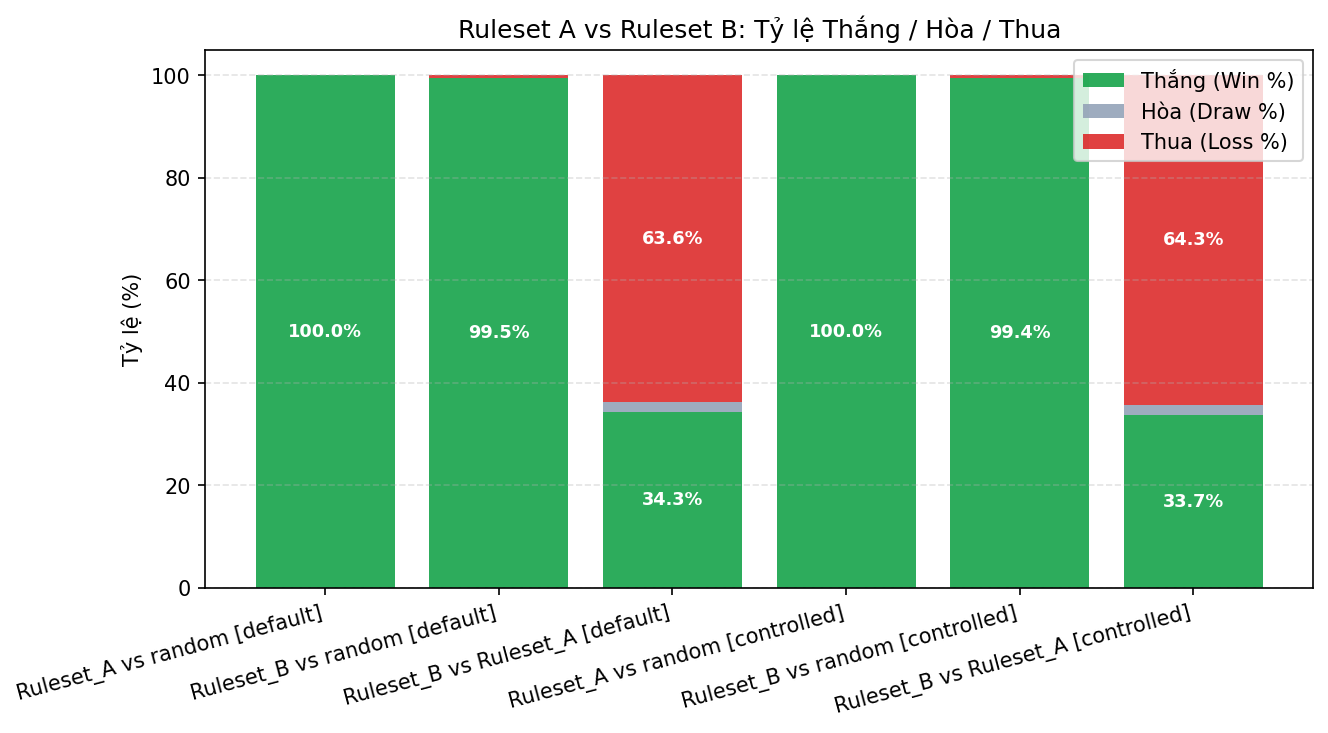 Ruleset A vs Ruleset B: Tỷ lệ Thắng / Hòa / Thua
Thắng (Win %)
Hòa (Draw %)
Thua (Loss %)
Tỷ lệ (%)
100
80
60
40
20
0
100.0%
99.5%
63.6%
34.3%
100.0%
99.4%
64.3%
33.7%
Ruleset_A vs random [default]
Ruleset_B vs random [default]
Ruleset_B vs Ruleset_A [default]
Ruleset_A vs random [controlled]
Ruleset_B vs random [controlled]
Ruleset_B vs Ruleset_A [controlled]